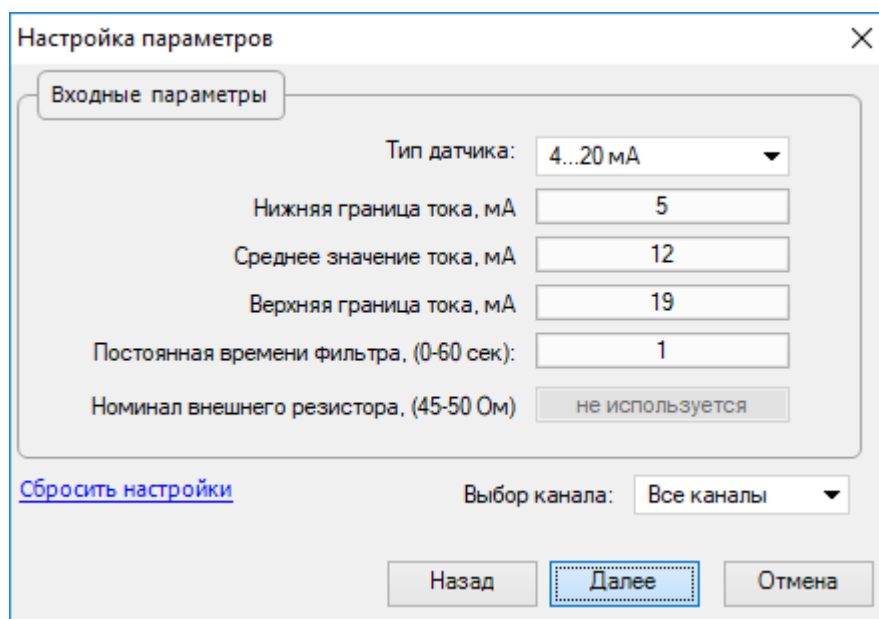 Настройка параметров
Входные параметры
Тип датчика: 4...20 мА
Нижняя граница тока, мА 5
Среднее значение тока, мА 12
Верхняя граница тока, мА 19
Постоянная времени фильтра, (0-60 сек): 1
Номинал внешнего резистора, (45-50 Ом) не используется
Сбросить настройки Выбор канала: Все каналы
Назад Далее Отмена